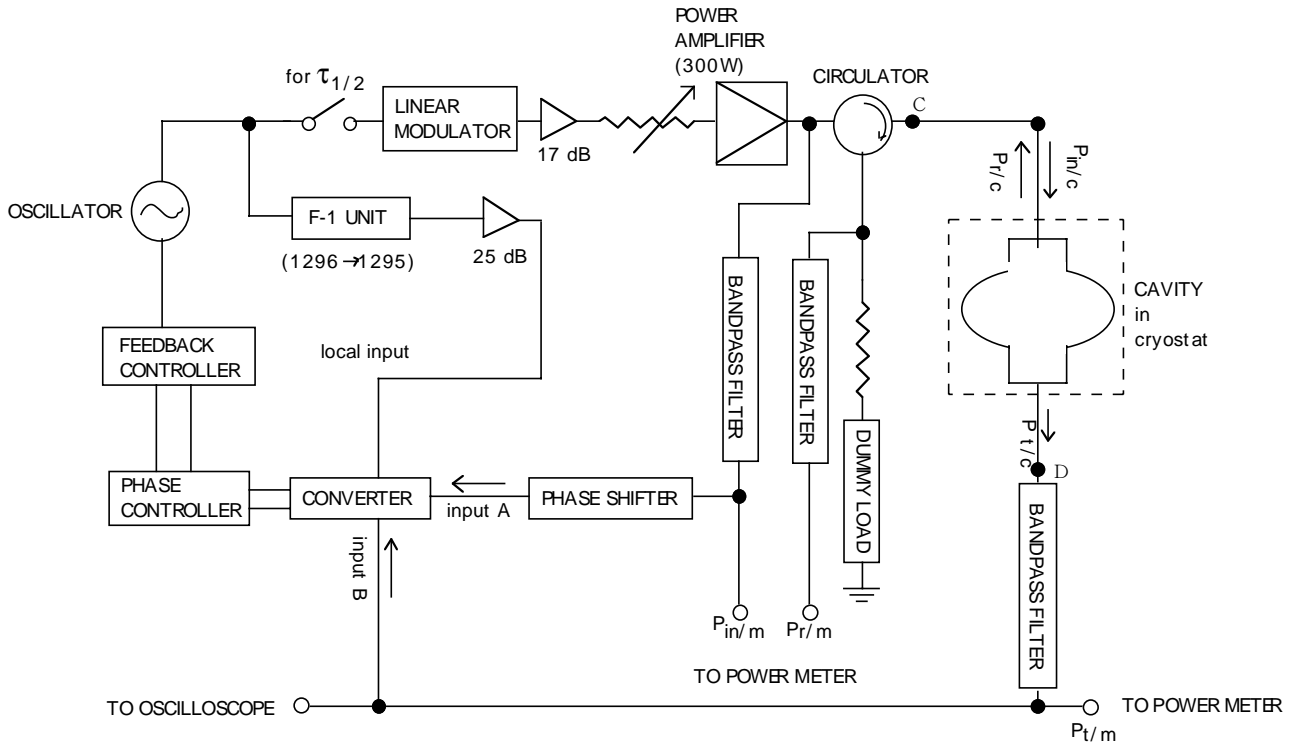 POWER
AMPLIFIER
(300W)
for τ1/2
CIRCULATOR
C
LINEAR
MODULATOR
17 dB
Pr/c
Pin/c
OSCILLATOR
F-1 UNIT
(1296→1295)
25 dB
BANDPASS FILTER
BANDPASS FILTER
CAVITY
in
cryostat
FEEDBACK
CONTROLLER
local input
DUMMY LOAD
Pt/c
D
PHASE
CONTROLLER
CONVERTER
input A
PHASE SHIFTER
input B
BANDPASS FILTER
Pin/m
Pr/m
TO POWER METER
TO OSCILLOSCOPE
TO POWER METER
Pt/m